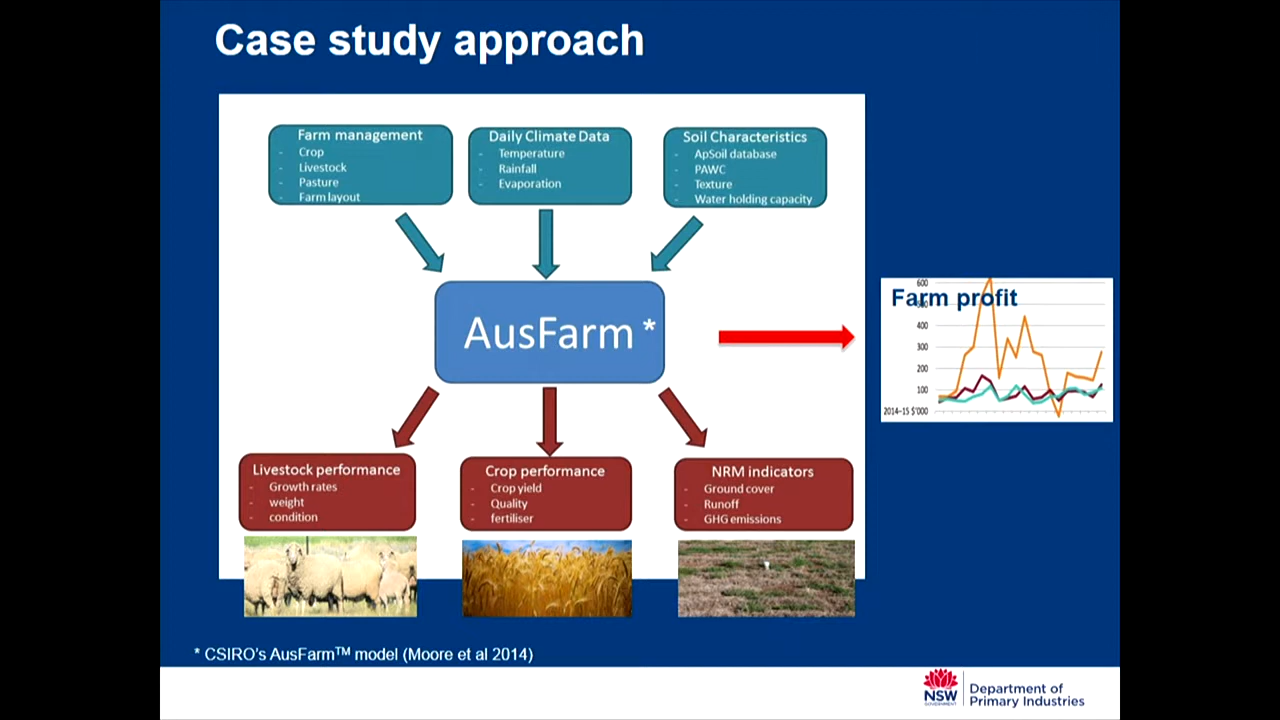 Case study approach
Farm management
- Crop
- Livestock
- Pasture
- Farm layout
Daily Climate Data
- Temperature
- Rainfall
- Evaporation
Soil Characteristics
- ApSoil database
- PAWC
- Texture
- Water holding capacity
AusFarm *
Farm profit
600
400
300
200
100
2014–15 $'000
Livestock performance
- Growth rates
- weight
- condition
Crop performance
- Crop yield
- Quality
- fertiliser
NRM indicators
- Ground cover
- Runoff
- GHG emissions
* CSIRO's AusFarm™ model (Moore et al 2014)
NSW
GOVERNMENT
Department of
Primary Industries